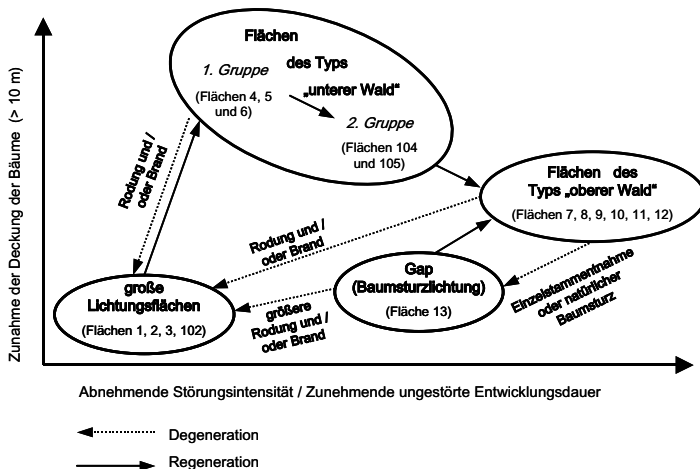 Zunahme der Deckung der Bäume (> 10 m)
Flächen
des Typs
„unterer Wald“
1. Gruppe
(Flächen 4, 5
und 6)
2. Gruppe
(Flächen 104
und 105)
Rodung und /
oder Brand
Flächen des
Typs „oberer Wald“
(Flächen 7, 8, 9, 10, 11, 12)
Rodung und /
oder Brand
große
Lichtungsflächen
(Flächen 1, 2, 3, 102)
größere
Rodung und /
oder Brand
Gap
(Baumsturzlichtung)
(Fläche 13)
Einzelstammentnahme
oder natürlicher
Baumsturz
Abnehmende Störungsintensität / Zunehmende ungestörte Entwicklungsdauer
Degeneration
Regeneration